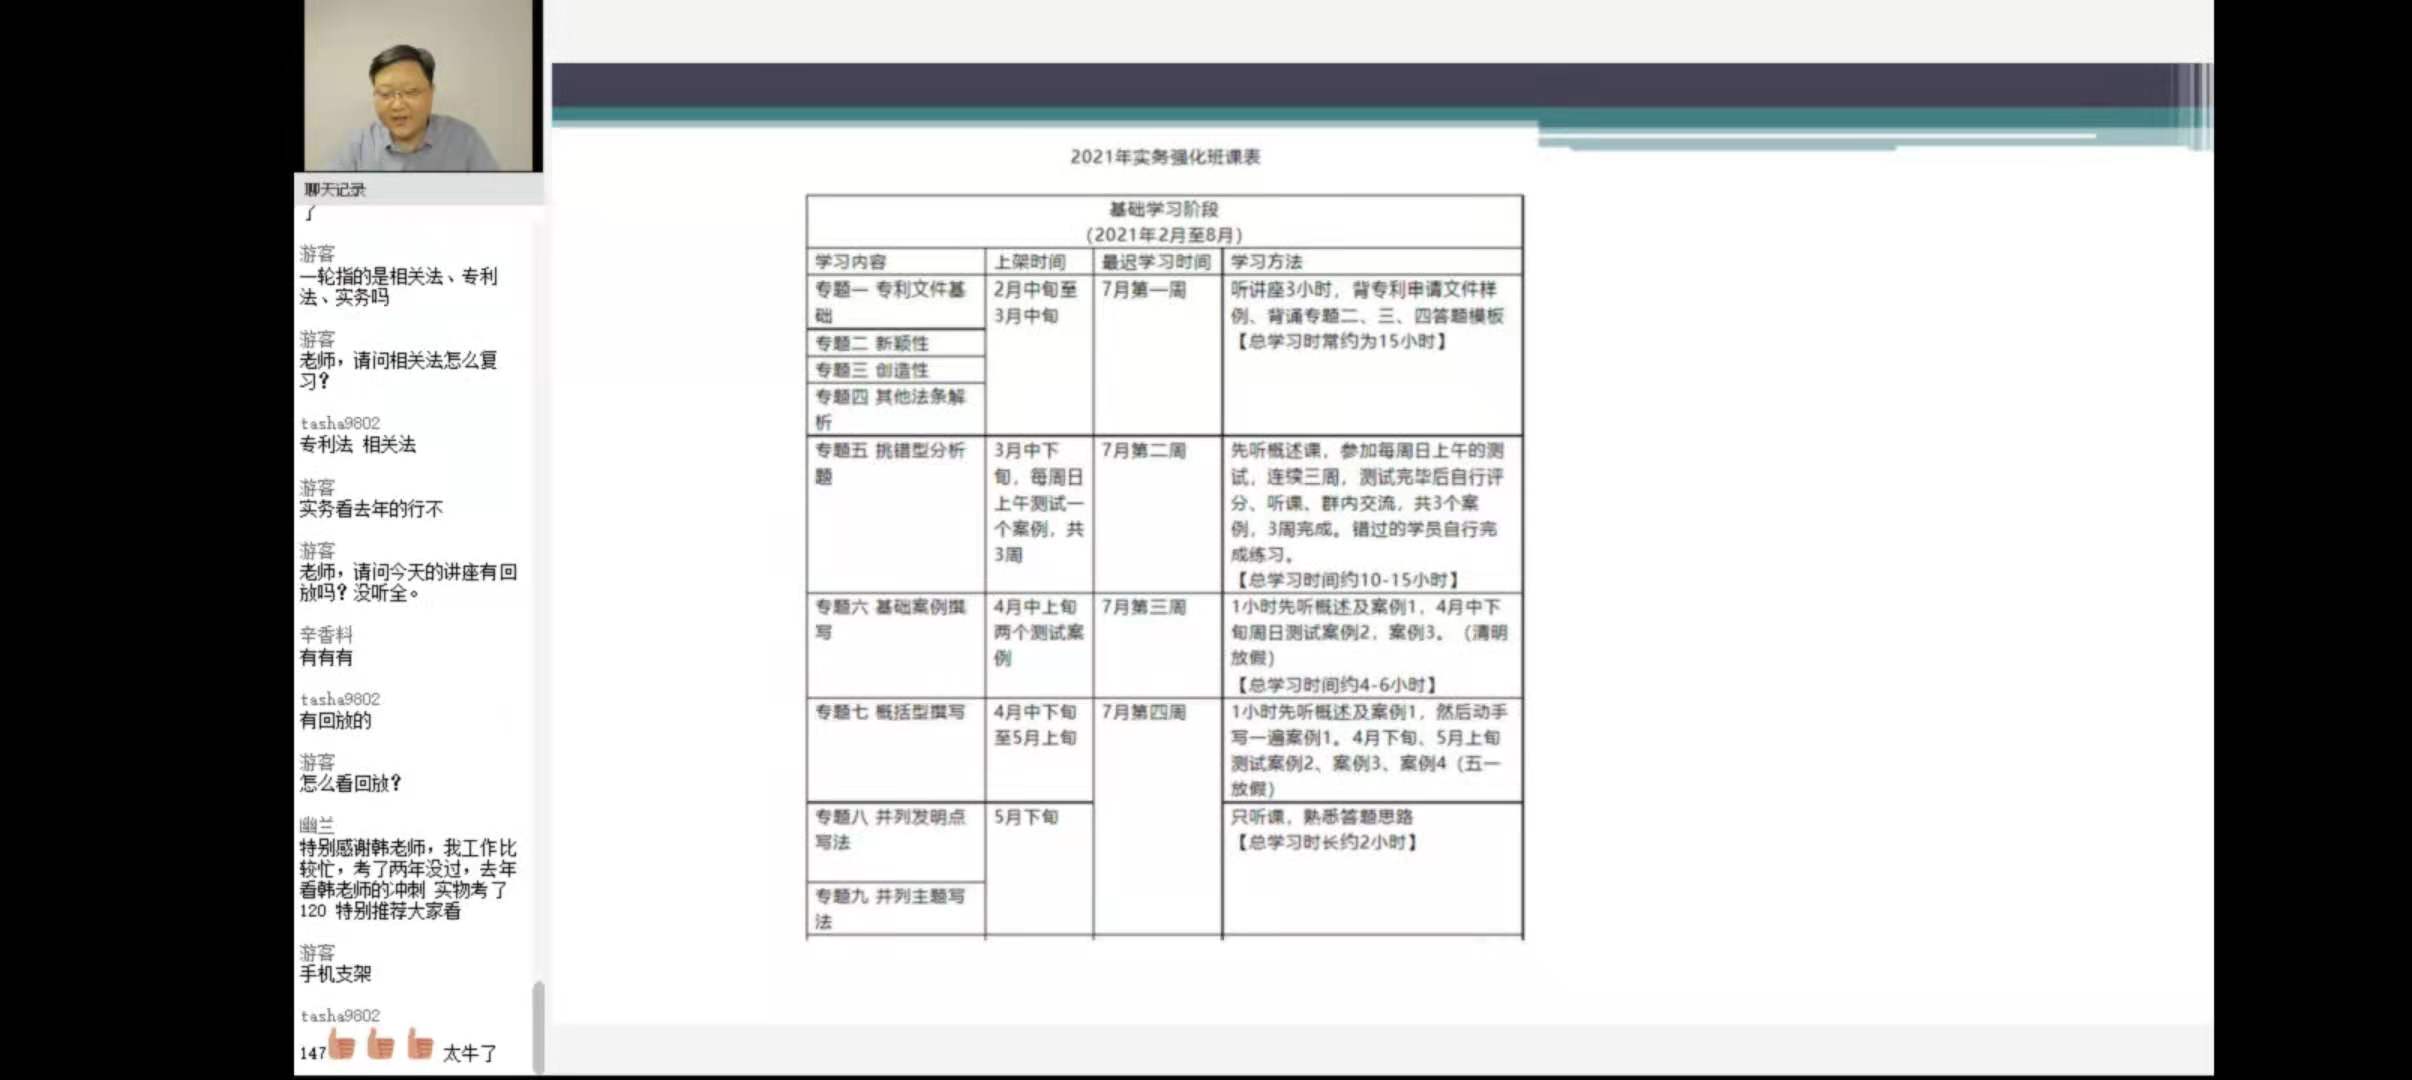 聊天记录
了
游客
一轮指的是相关法、专利
法、实务吗
游客
老师，请问相关法怎么复
习？
tasha9802
专利法 相关法
游客
实务看去年的行不
游客
老师，请问今天的讲座有回
放吗？没听全。
辛香料
有有有
tasha9802
有回放的
游客
怎么看回放？
幽兰
特别感谢韩老师，我工作比
较忙，考了两年没过，去年
看韩老师的冲刺 实物考了
120 特别推荐大家看
游客
手机支架
tasha9802
147👍👍👍 太牛了
2021年实务强化班课表
基础学习阶段
（2021年2月至8月）
学习内容 上架时间 最迟学习时间 学习方法
专题一 专利文件基
础
专题二 新颖性
专题三 创造性
专题四 其他法条解
析
2月中旬至
3月中旬
7月第一周
听讲座3小时，背专利申请文件样
例、背诵专题二、三、四答题模板
【总学习时常约为15小时】
专题五 挑错型分析
题
3月中下
旬，每周日
上午测试一
个案例，共
3周
7月第二周
先听概述课，参加每周日上午的测
试，连续三周，测试完毕后自行评
分、听课、群内交流，共3个案
例，3周完成。错过的学员自行完
成练习。
【总学习时间约10-15小时】
专题六 基础案例撰
写
4月中上旬
两个测试案
例
7月第三周
1小时先听概述及案例1，4月中下
旬周日测试案例2，案例3。（清明
放假）
【总学习时间约4-6小时】
专题七 概括型撰写
4月中下旬
至5月上旬
7月第四周
1小时先听概述及案例1，然后动手
写一遍案例1。4月下旬、5月上旬
测试案例2、案例3、案例4（五一
放假）
专题八 并列发明点
写法
5月下旬
只听课，熟悉答题思路
【总学习时长约2小时】
专题九 并列主题写
法